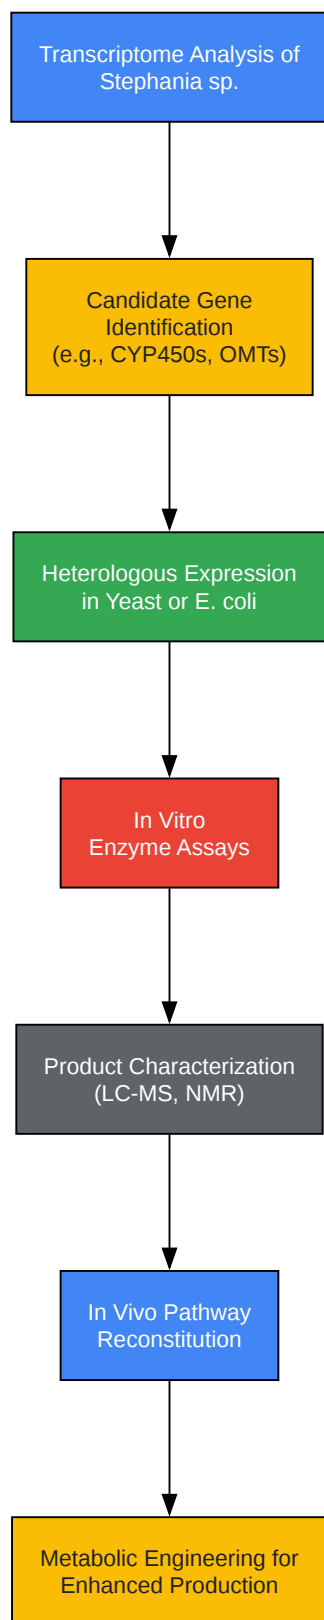 Transcriptome Analysis of
Stephania sp.
Candidate Gene
Identification
(e.g., CYP450s, OMTs)
Heterologous Expression
in Yeast or E. coli
In Vitro
Enzyme Assays
Product Characterization
(LC-MS, NMR)
In Vivo Pathway
Reconstitution
Metabolic Engineering for
Enhanced Production